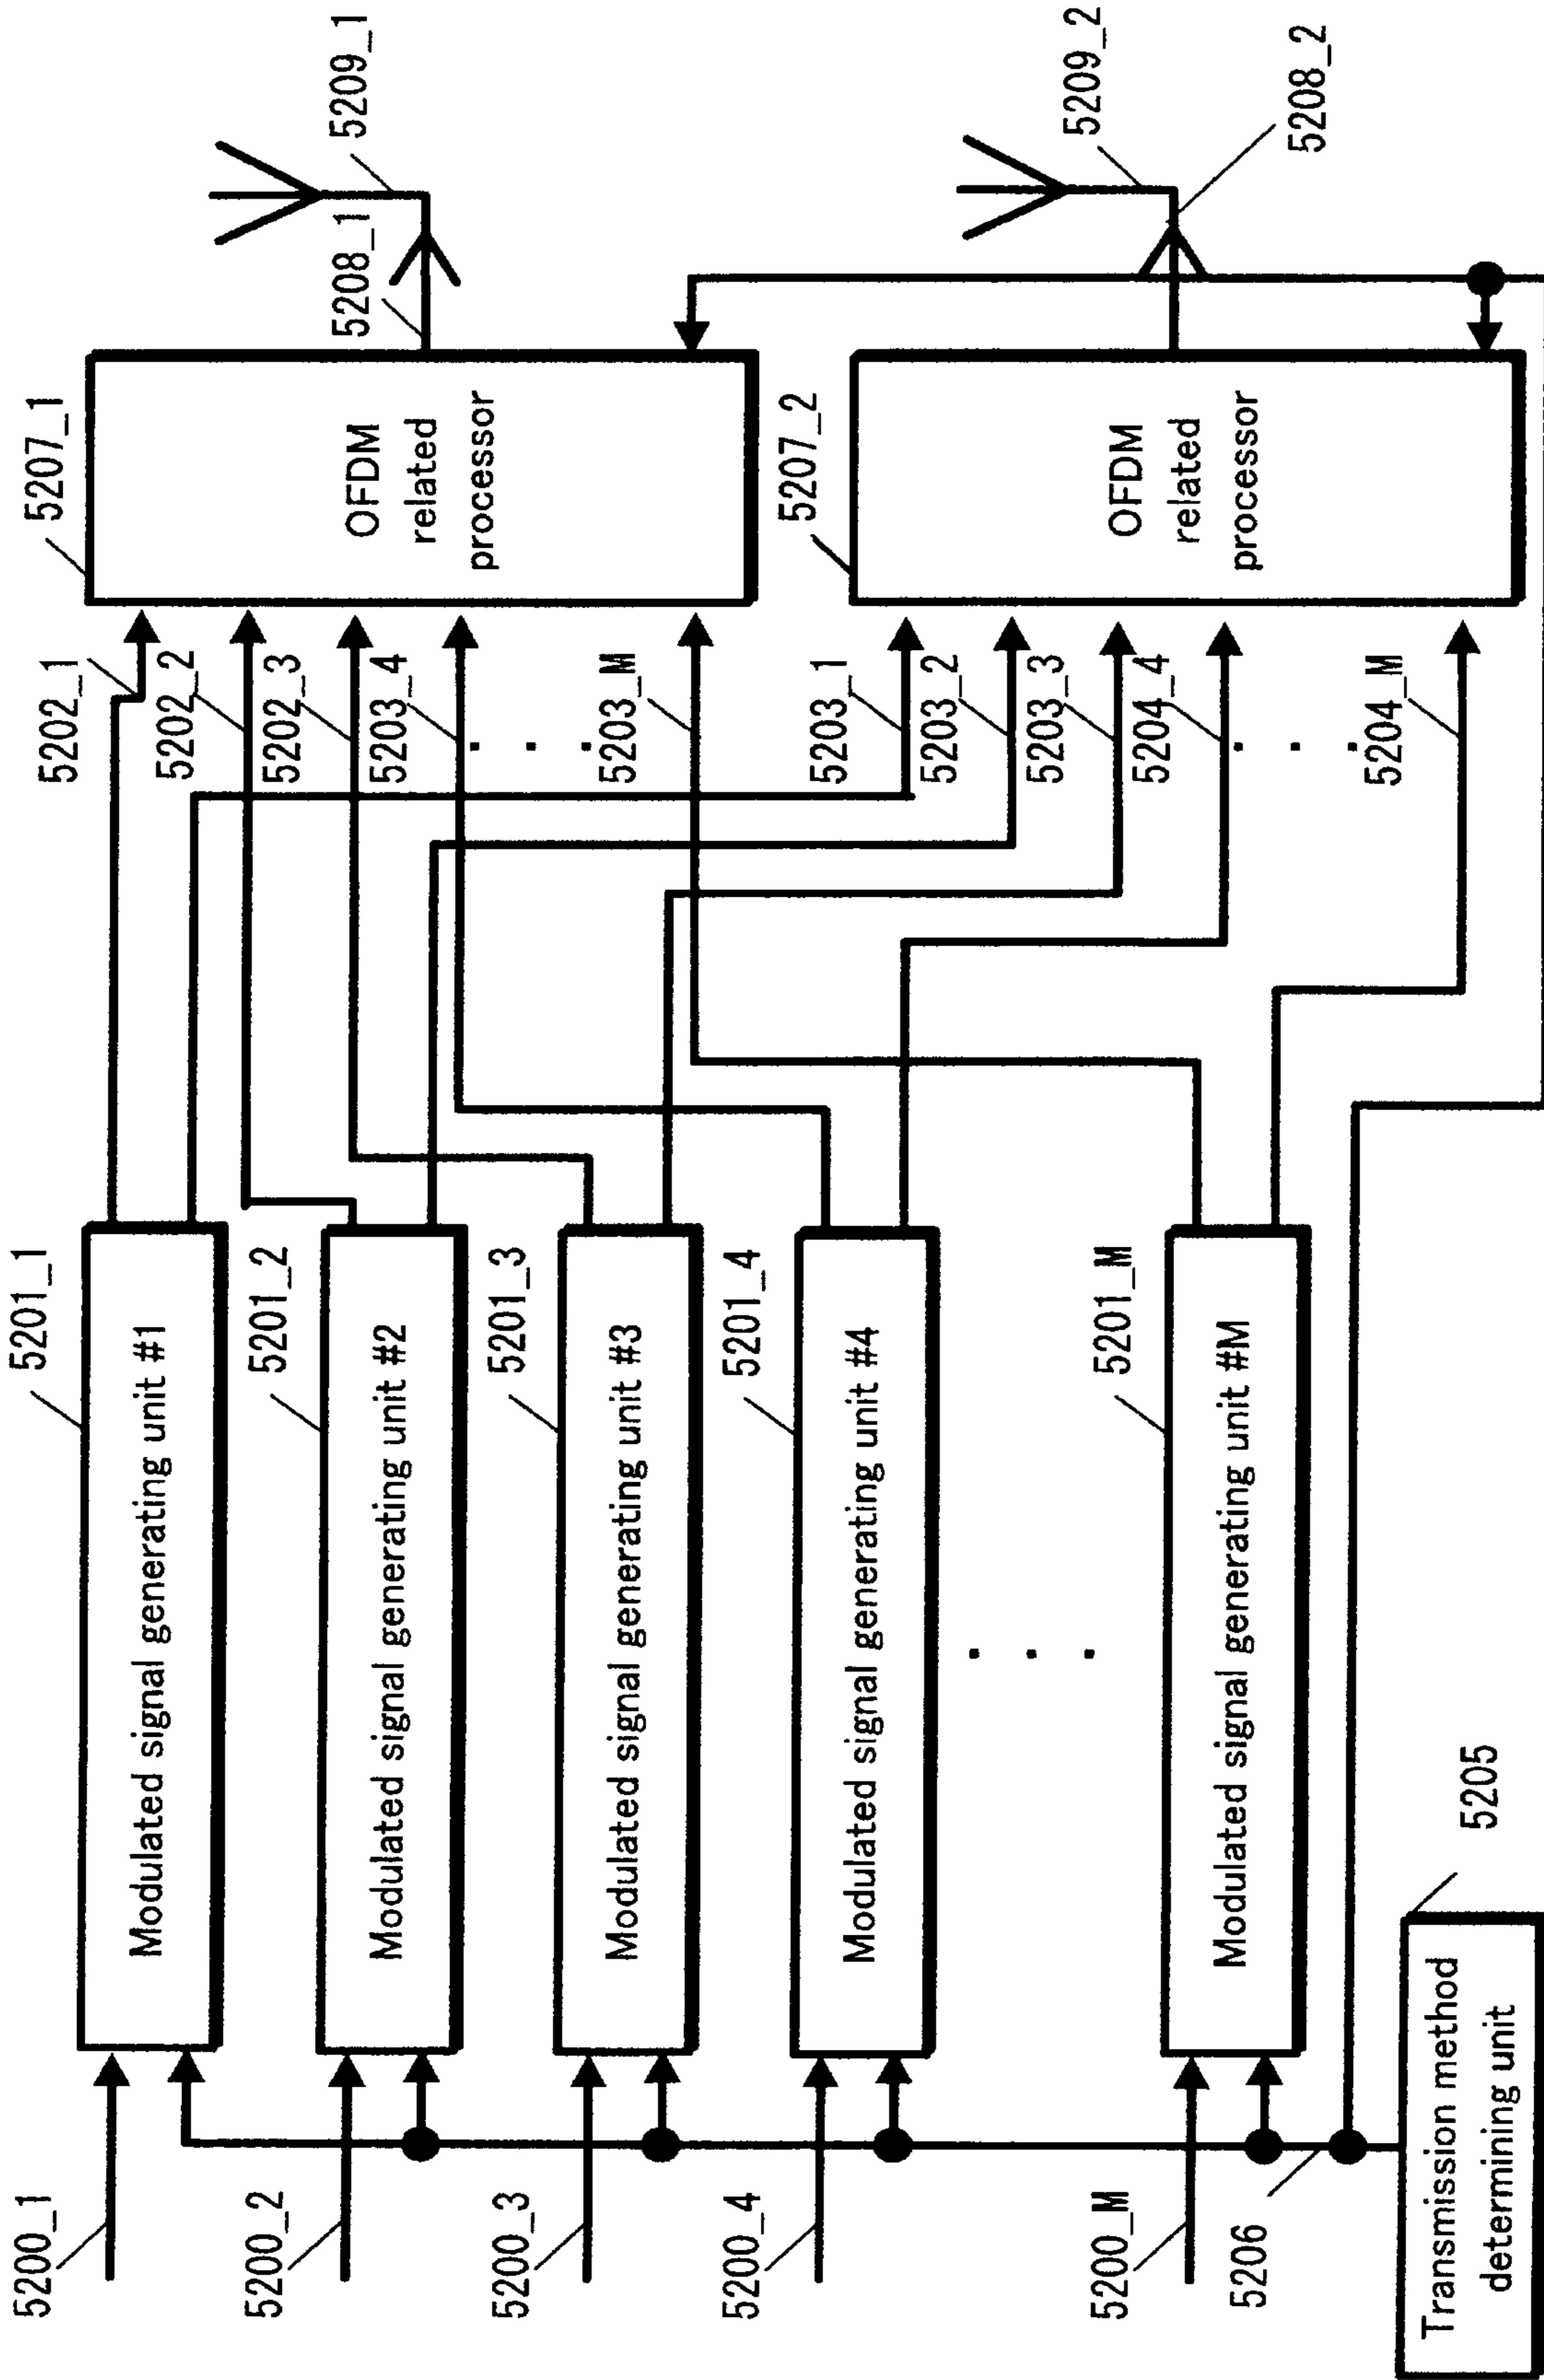 5200_1
5200_2
5200_3
5200_4
5200_M
5206
Transmission method
determining unit
5205
5201_1
Modulated signal generating unit #1
5201_2
Modulated signal generating unit #2
5201_3
Modulated signal generating unit #3
5201_4
Modulated signal generating unit #4
. . .
5201_M
Modulated signal generating unit #M
5202_1
5202_2
5202_3
5203_4
. . .
5203_M
5203_1
5203_2
5203_3
5204_4
. . .
5204_M
5207_1
OFDM
related
processor
5207_2
OFDM
related
processor
5208_1
5209_1
5209_2
5208_2